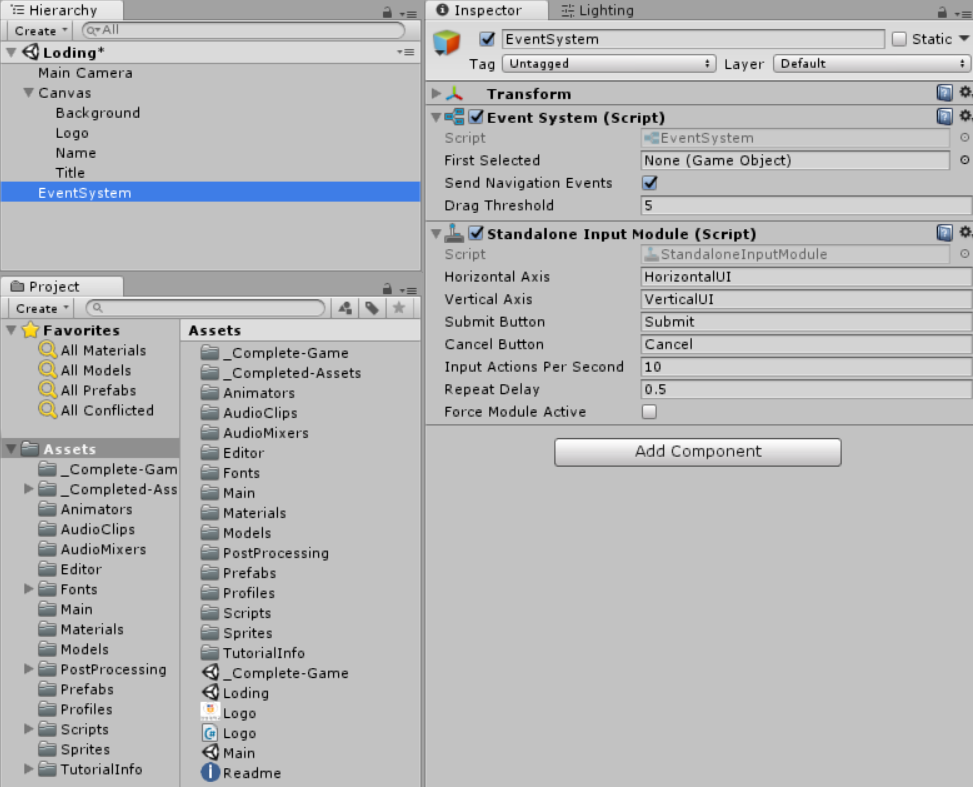 Hierarchy
Create
All
Loding*
Main Camera
Canvas
Background
Logo
Name
Title
EventSystem
Project
Create
Favorites
All Materials
All Models
All Prefabs
All Conflicted
Assets
_Complete-Gam
_Completed-Ass
Animators
AudioClips
AudioMixers
Editor
Fonts
Main
Materials
Models
PostProcessing
Prefabs
Profiles
Scripts
Sprites
TutorialInfo
Assets
_Complete-Game
_Completed-Assets
Animators
AudioClips
AudioMixers
Editor
Fonts
Main
Materials
Models
PostProcessing
Prefabs
Profiles
Scripts
Sprites
TutorialInfo
_Complete-Game
Loding
Logo
Logo
Main
Readme
Inspector Lighting
EventSystem Static
Tag Untagged Layer Default
Transform
Event System (Script)
Script EventSystem
First Selected None (Game Object)
Send Navigation Events
Drag Threshold 5
Standalone Input Module (Script)
Script StandaloneInputModule
Horizontal Axis HorizontalUI
Vertical Axis VerticalUI
Submit Button Submit
Cancel Button Cancel
Input Actions Per Second 10
Repeat Delay 0.5
Force Module Active
Add Component